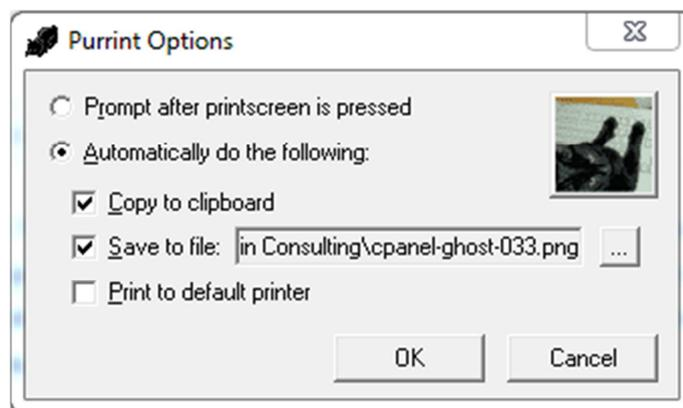 Purrint Options
Prompt after printscreen is pressed
Automatically do the following:
Copy to clipboard
Save to file: in Consulting\cpanel-ghost-033.png ...
Print to default printer
OK Cancel